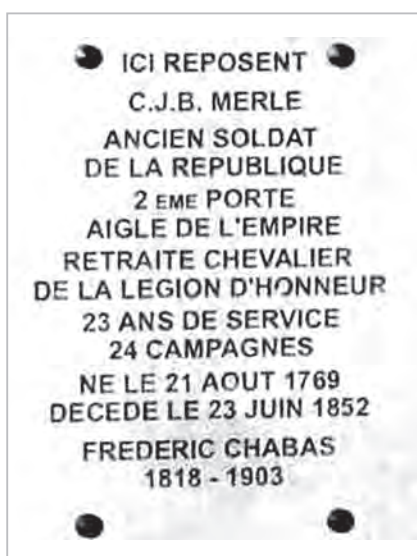 ICI REPOSENT
C.J.B. MERLE
ANCIEN SOLDAT
DE LA REPUBLIQUE
2 EME PORTE
AIGLE DE L'EMPIRE
RETRAITE CHEVALIER
DE LA LEGION D'HONNEUR
23 ANS DE SERVICE
24 CAMPAGNES
NE LE 21 AOUT 1769
DECEDE LE 23 JUIN 1852
FREDERIC CHABAS
1818 - 1903